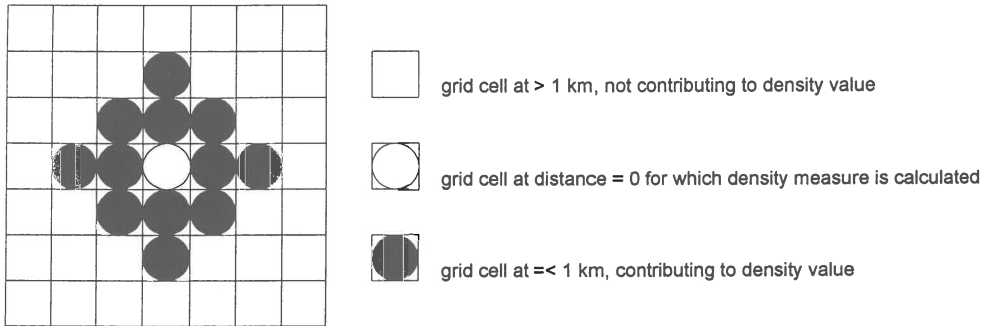 grid cell at > 1 km, not contributing to density value
grid cell at distance = 0 for which density measure is calculated
grid cell at =< 1 km, contributing to density value